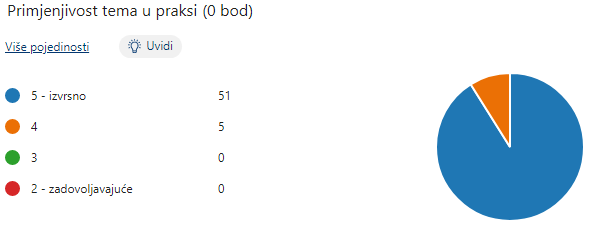 Primjenjivost tema u praksi (0 bod)
Više pojedinosti
Uvidi
5 - izvrsno 51
4 5
3 0
2 - zadovoljavajuće 0